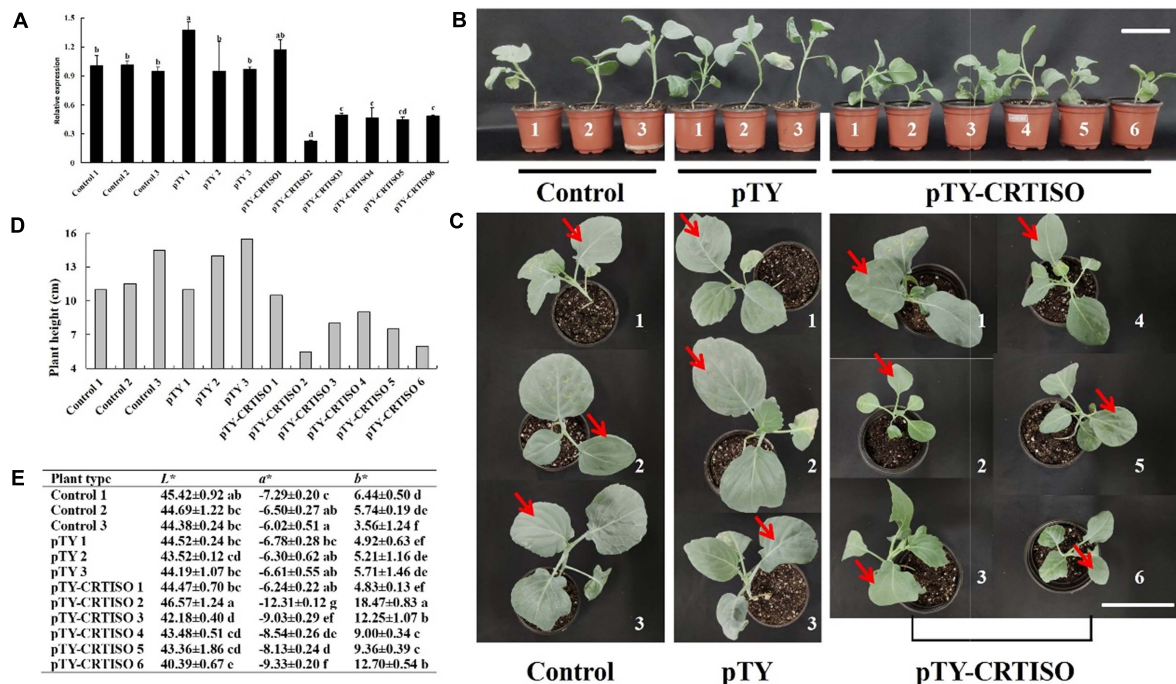 A
Relative expression
1.5
1.2
0.9
0.6
0.3
0
b
b
b
a
b
b
ab
d
c
c
cd
c
Control 1
Control 2
Control 3
pTY 1
pTY 2
pTY 3
pTY-CRTISO1
pTY-CRTISO2
pTY-CRTISO3
pTY-CRTISO4
pTY-CRTISO5
pTY-CRTISO6
B
1 2 3 1 2 3 1 2 3 4 5 6
Control pTY pTY-CRTISO
D
Plant height (cm)
16
13
10
7
4
Control 1
Control 2
Control 3
pTY 1
pTY 2
pTY 3
pTY-CRTISO 1
pTY-CRTISO 2
pTY-CRTISO 3
pTY-CRTISO 4
pTY-CRTISO 5
pTY-CRTISO 6
C
1 1 1 4
2 2 2 5
3 3 3 6
Control pTY pTY-CRTISO
E
Plant type L* a* b*
Control 1 45.42±0.92 ab -7.29±0.20 c 6.44±0.50 d
Control 2 44.69±1.22 bc -6.50±0.27 ab 5.74±0.19 de
Control 3 44.38±0.24 bc -6.02±0.51 a 3.56±1.24 f
pTY 1 44.52±0.24 bc -6.78±0.28 bc 4.92±0.63 ef
pTY 2 43.52±0.12 cd -6.30±0.62 ab 5.21±1.16 de
pTY 3 44.19±1.07 bc -6.61±0.55 ab 5.71±1.46 de
pTY-CRTISO 1 44.47±0.70 bc -6.24±0.22 ab 4.83±0.13 ef
pTY-CRTISO 2 46.57±1.24 a -12.31±0.12 g 18.47±0.83 a
pTY-CRTISO 3 42.18±0.40 d -9.03±0.29 ef 12.25±1.07 b
pTY-CRTISO 4 43.48±0.51 cd -8.54±0.26 de 9.00±0.34 c
pTY-CRTISO 5 43.36±1.86 cd -8.13±0.24 d 9.36±0.39 c
pTY-CRTISO 6 40.39±0.67 e -9.33±0.20 f 12.70±0.54 b